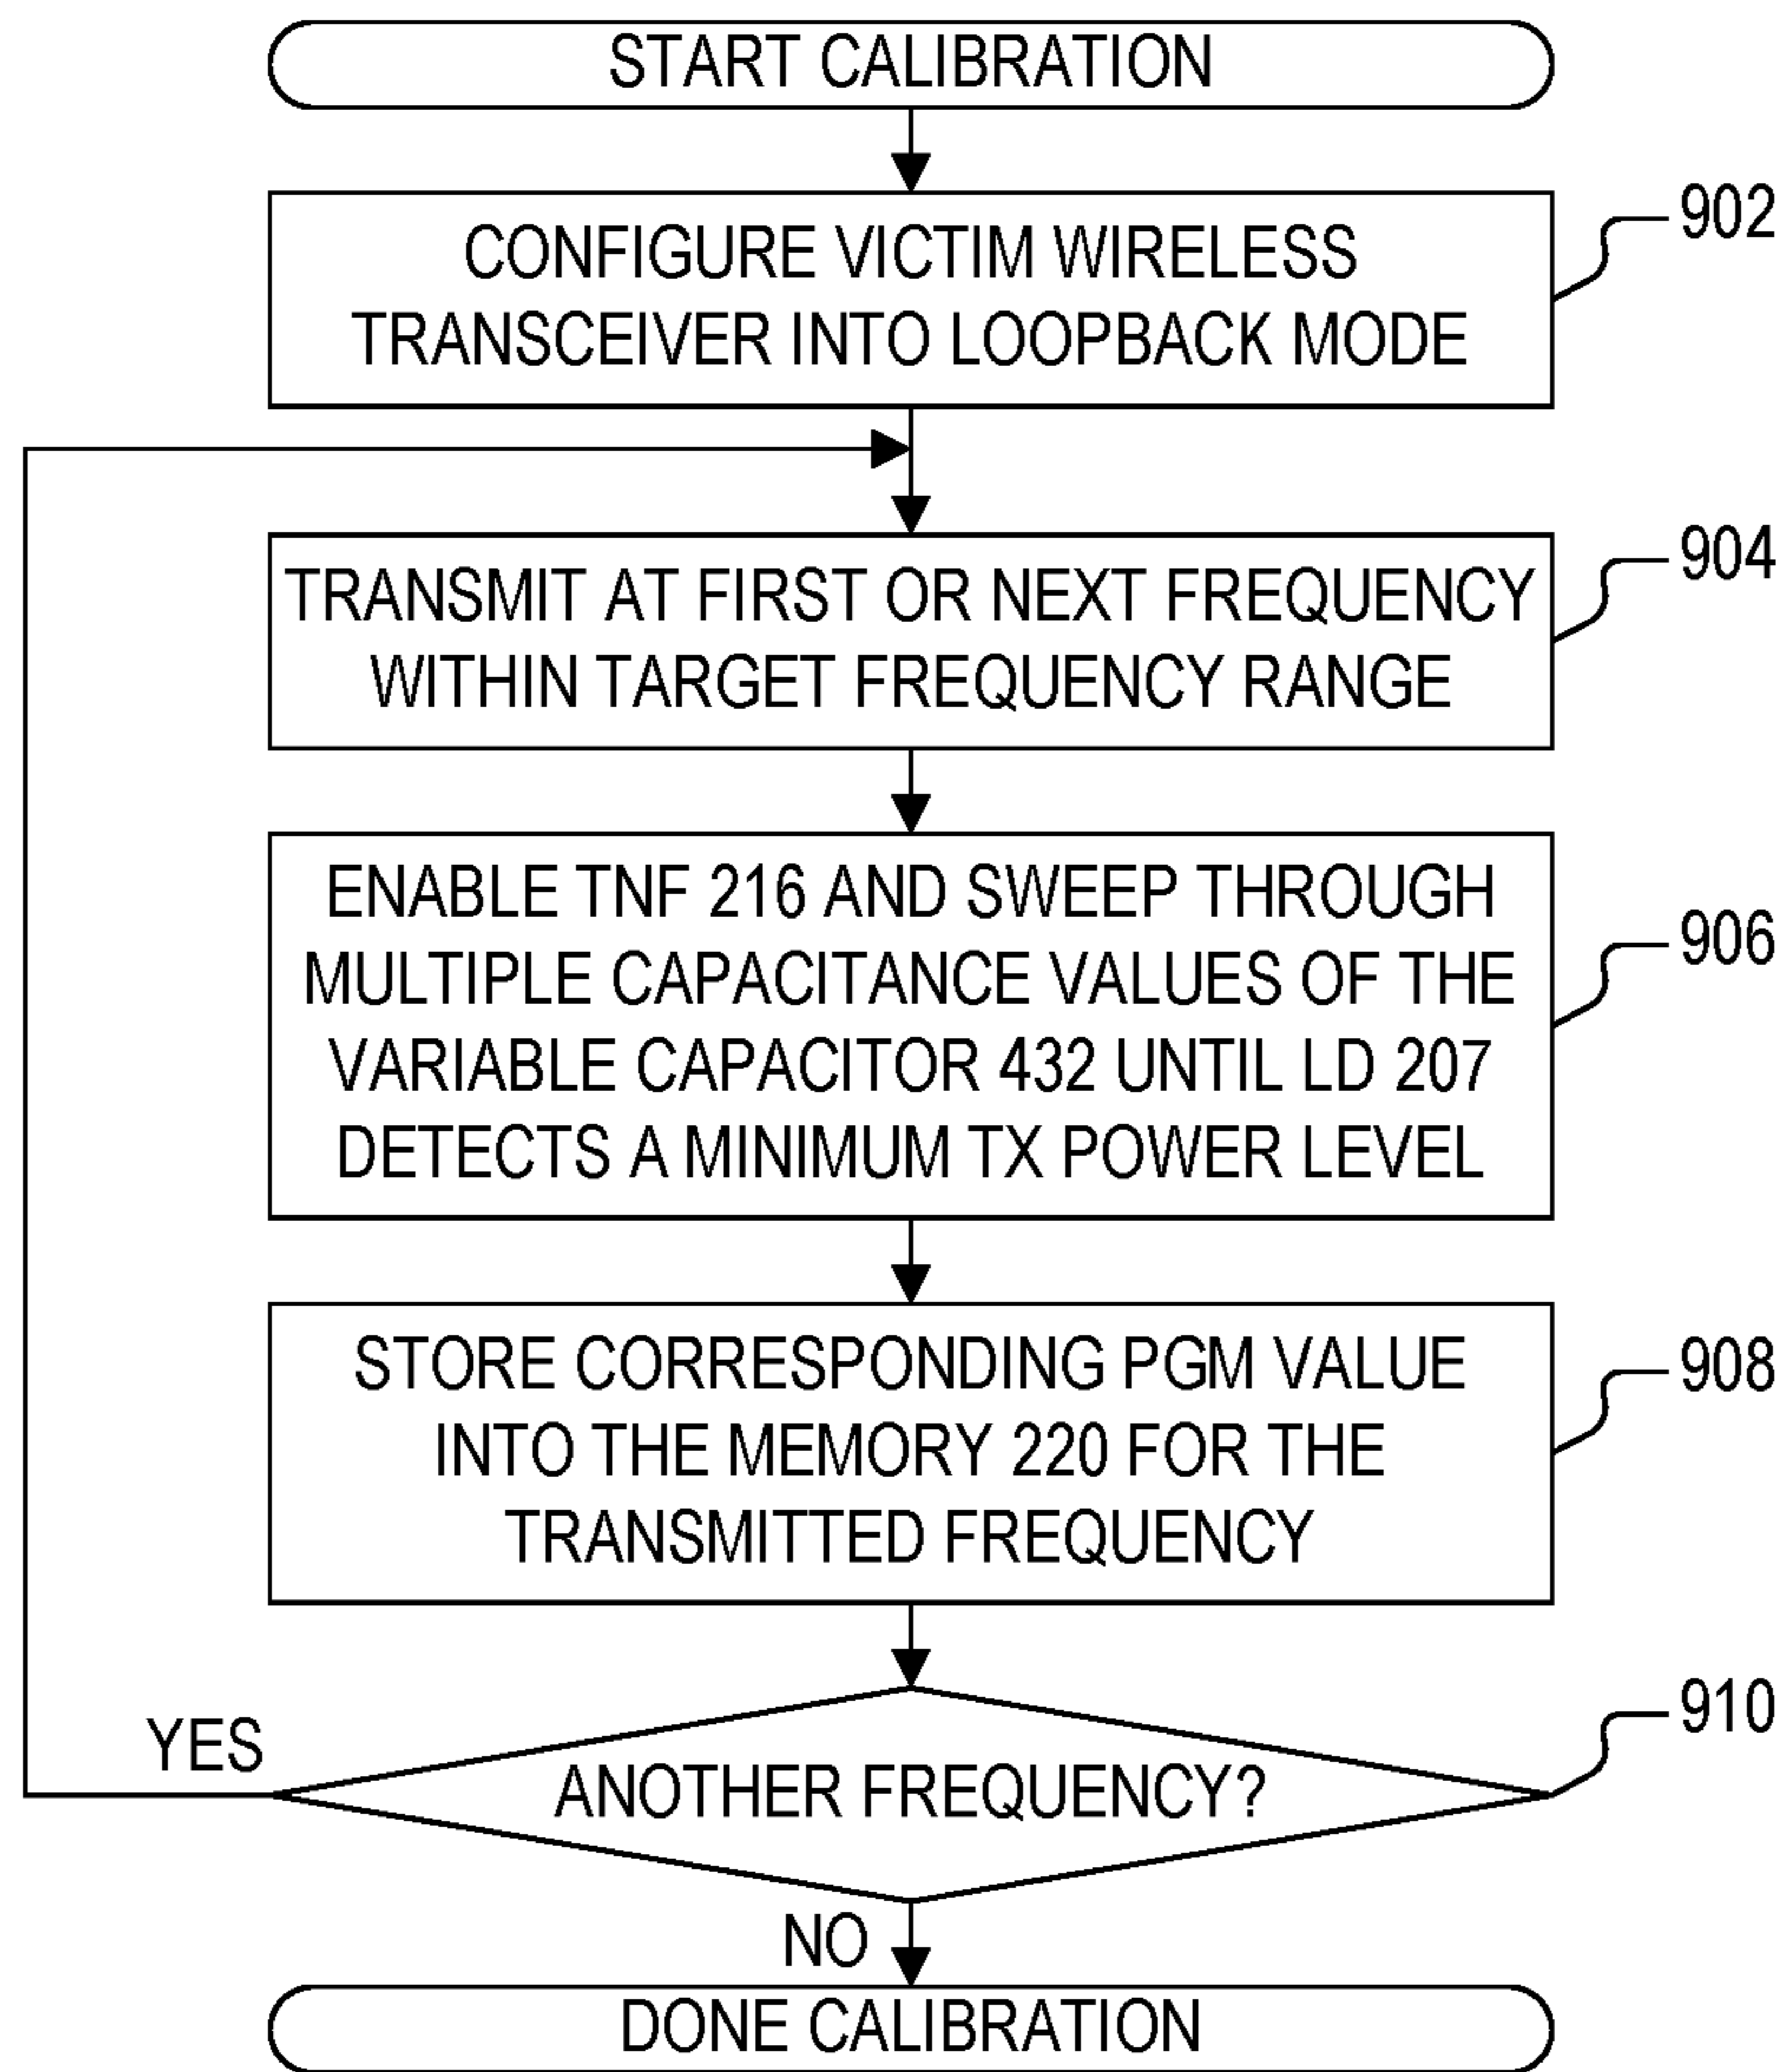 START CALIBRATION
CONFIGURE VICTIM WIRELESS
TRANSCEIVER INTO LOOPBACK MODE
902
TRANSMIT AT FIRST OR NEXT FREQUENCY
WITHIN TARGET FREQUENCY RANGE
904
ENABLE TNF 216 AND SWEEP THROUGH
MULTIPLE CAPACITANCE VALUES OF THE
VARIABLE CAPACITOR 432 UNTIL LD 207
DETECTS A MINIMUM TX POWER LEVEL
906
STORE CORRESPONDING PGM VALUE
INTO THE MEMORY 220 FOR THE
TRANSMITTED FREQUENCY
908
YES
ANOTHER FREQUENCY?
910
NO
DONE CALIBRATION